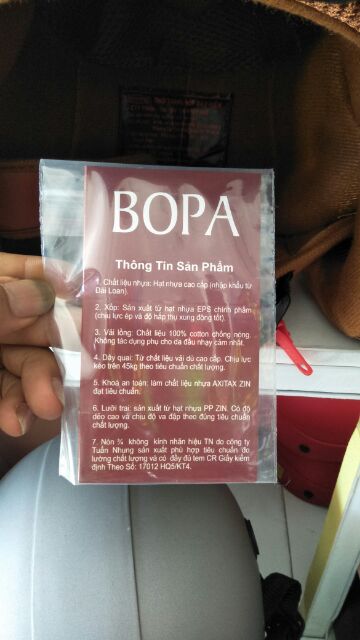 BOPA
Thông Tin Sản Phẩm
1. Chất liệu nhựa: Hạt nhựa cao cấp (nhập khẩu từ
Đài Loan).
2. Xốp: Sản xuất từ hạt nhựa EPS chính phẩm
(chịu lực ép và độ hấp thụ xung động tốt).
3. Vải lồng: Chất liệu 100% cotton chống nóng.
Không tác dụng phụ cho da đầu nhạy cảm nhất.
4. Dây quai: Từ chất vải dù cao cấp. Chịu lực
kéo trên 45kg theo tiêu chuẩn chất lượng.
5. Khoa an toàn: làm chất liệu nhựa AXITAX ZIN
đạt tiêu chuẩn.
6. Lưỡi trai: sản xuất từ hạt nhựa PP ZIN. Có độ
dẻo cao và chịu độ va đập theo đúng tiêu chuẩn
chất lượng.
7. Nón ¾ không kính nhãn hiệu TN do công ty
Tuấn Nhung sản xuất phù hợp tiêu chuẩn đo
lường chất lượng và có đầy đủ tem CR Giấy kiểm
định Theo Số: 17012 HQ5/KT4.